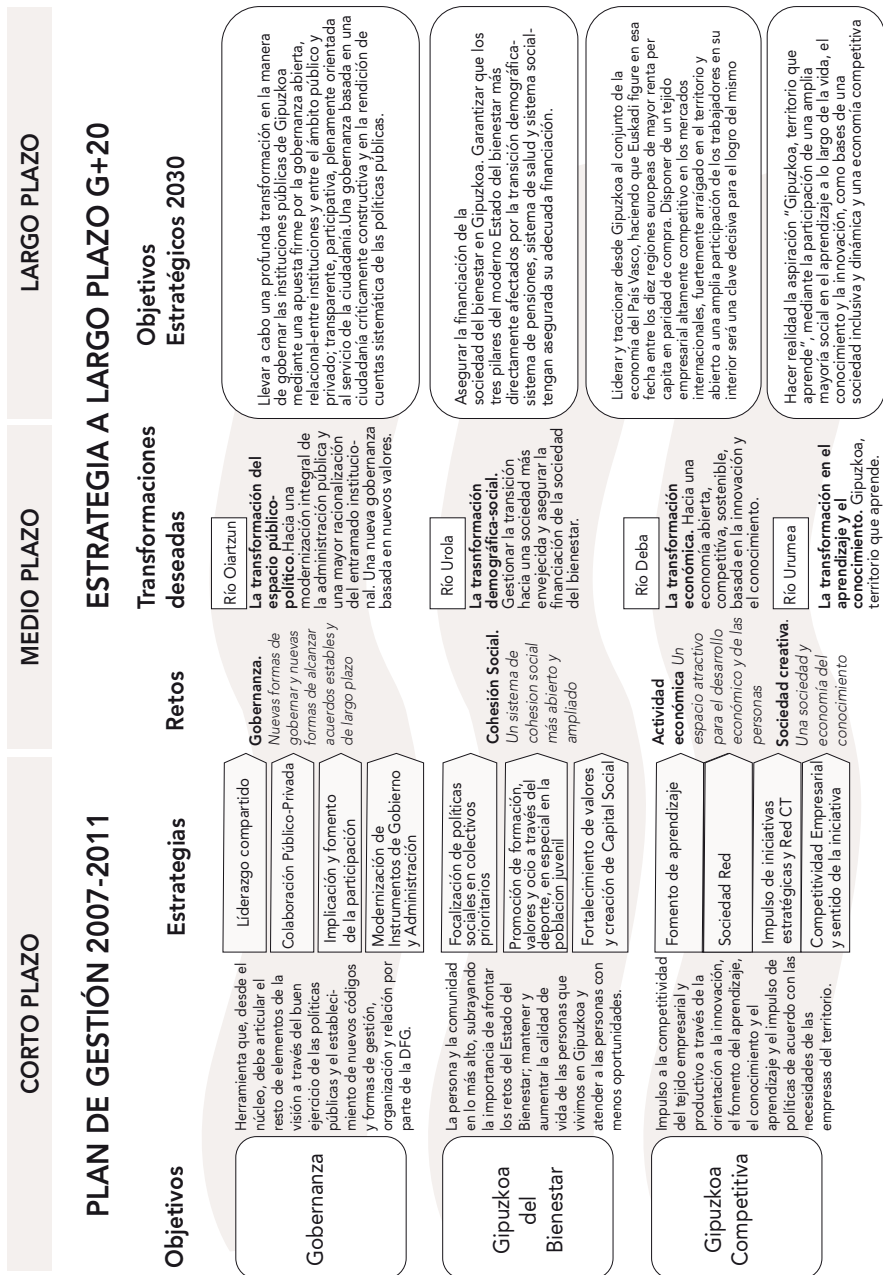 CORTO PLAZO
MEDIO PLAZO
LARGO PLAZO
PLAN DE GESTIÓN 2007-2011
ESTRATEGIA A LARGO PLAZO G+20
Objetivos
Estrategias
Retos
Transformaciones
deseadas
Objetivos
Estratégicos 2030
Gobernanza
Herramienta que, desde el
núcleo, debe articular el
resto de elementos de la
visión a través del buen
ejercicio de las políticas
públicas y el estableci-
miento de nuevos códigos
y formas de gestión,
organización y relación por
parte de la DFG.
Liderazgo compartido
Colaboración Público-Privada
Implicación y fomento
de la participación
Modernización de
Instrumentos de Gobierno
y Administración
Gobernanza.
Nuevas formas de
gobernar y nuevas
formas de alcanzar
acuerdos estables y
de largo plazo
Río Oiartzun
La transformación del
espacio público-
político.Hacia una
modernización integral de
la administración pública y
una mayor racionalización
del entramado institucio-
nal. Una nueva gobernanza
basada en nuevos valores.
Llevar a cabo una profunda transformación en la manera
de gobernar las instituciones públicas de Gipuzkoa
mediante una apuesta firme por la gobernanza abierta,
relacional-entre instituciones y entre el ámbito público y
privado; transparente, participativa, plenamente orientada
al servicio de la ciudadanía.Una gobernanza basada en una
ciudadanía críticamente constructiva y en la rendición de
cuentas sistemática de las políticas públicas.
Gipuzkoa
del
Bienestar
La persona y la comunidad
en lo más alto, subrayando
la importancia de afrontar
los retos del Estado del
Bienestar; mantener y
aumentar la calidad de
vida de las personas que
vivimos en Gipuzkoa y
atender a las personas con
menos oportunidades.
Focalización de políticas
sociales en colectivos
prioritarios
Promoción de formación,
valores y ocio a través del
deporte, en especial en la
poblacion juvenil
Fortalecimiento de valores
y creación de Capital Social
Cohesión Social.
Un sistema de
cohesion social
más abierto y
ampliado
Río Urola
La trasnformación
demográfica-social.
Gestionar la transición
hacia una sociedad más
envejecida y asegurar la
financiación de la sociedad
del bienestar.
Asegurar la financiación de la
sociedad del bienestar en Gipuzkoa. Garantizar que los
tres pilares del moderno Estado del bienestar más
directamente afectados por la transición demográfica-
sistema de pensiones, sistema de salud y sistema social-
tengan asegurada su adecuada financiación.
Gipuzkoa
Competitiva
Impulso a la competitividad
del tejido empresarial y
productivo a través de la
orientación a la innovación,
el fomento del aprendizaje,
el conocimiento y el
aprendizaje y el impulso de
políticas de acuerdo con las
necesidades de las
empresas del territorio.
Fomento de aprendizaje
Sociedad Red
Impulso de iniciativas
estratégicas y Red CT
Competitividad Empresarial
y sentido de la iniciativa
Actividad
económica Un
espacio atractivo
para el desarrollo
económico y de las
personas
Sociedad creativa.
Una sociedad y
economía del
conocimiento
Río Deba
La transformación
económica. Hacia una
economía abierta,
competitiva, sostenible,
basada en la innovación y
el conocimiento.
Río Urumea
La transformación en el
aprendizaje y el
conocimiento. Gipuzkoa,
territorio que aprende.
Liderar y traccionar desde Gipuzkoa al conjunto de la
economía del País Vasco, haciendo que Euskadi figure en esa
fecha entre los diez regiones europeas de mayor renta per
capita en paridad de compra. Disponer de un tejido
empresarial altamente competitivo en los mercados
internacionales, fuertemente arraígado en el territorio y
abierto a una amplia participación de los trabajadores en su
interior será una clave decisiva para el logro del mismo
Hacer realidad la aspiración "Gipuzkoa, territorio que
aprende", mediante la participación de una amplia
mayoría social en el aprendizaje a lo largo de la vida, el
conocimiento y la innovación, como bases de una
sociedad inclusiva y dinámica y una economía competitiva